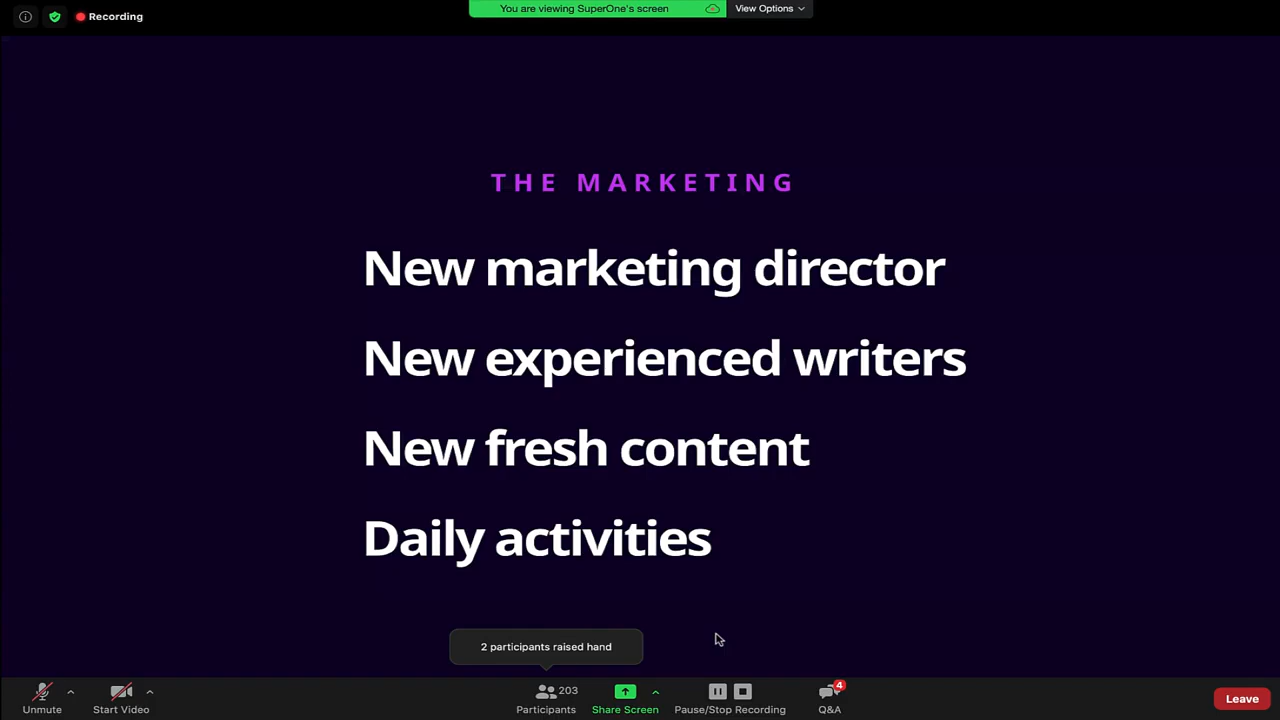 Recording
You are viewing SuperOne's screen
View Options
THE MARKETING
New marketing director
New experienced writers
New fresh content
Daily activities
2 participants raised hand
Unmute
Start Video
203
Participants
Share Screen
Pause/Stop Recording
4
Q&A
Leave